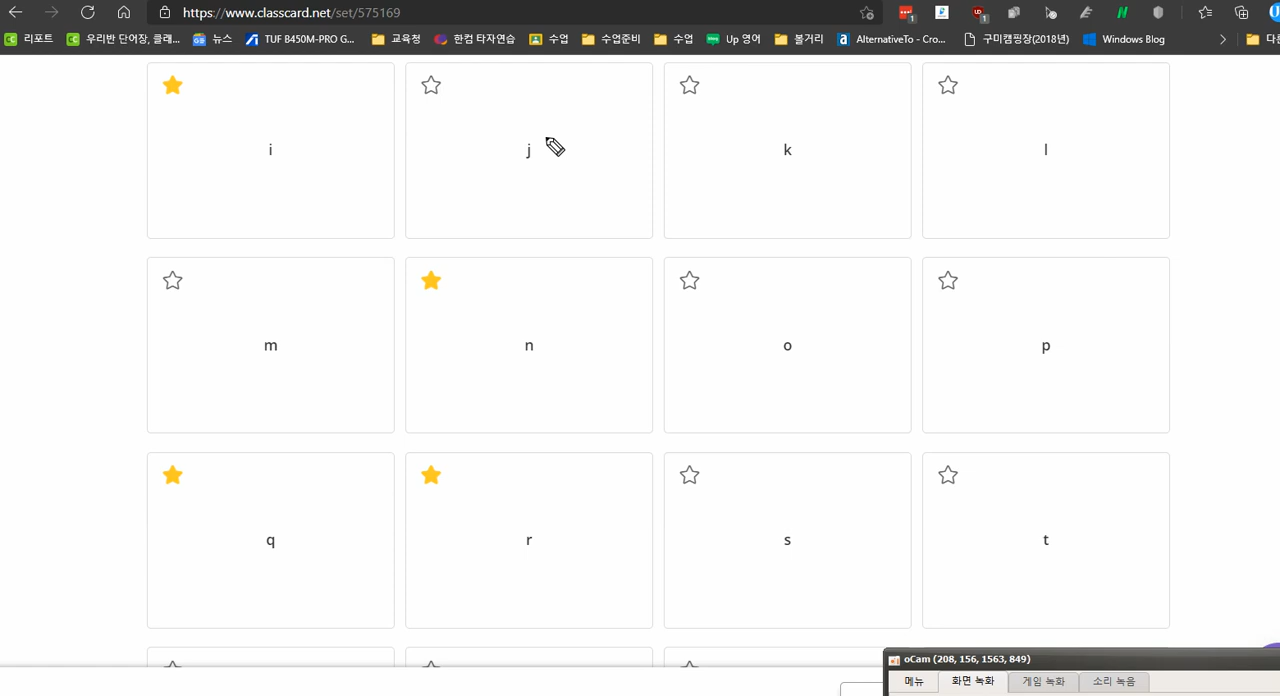 https://www.classcard.net/set/575169
리포트 우리반 단어장, 클래... 뉴스 TUF B450M-PRO G... 교육청 한컴 타자연습 수업 수업준비 수업 Up 영어 볼거리 AlternativeTo - Cro... 구미캠핑장(2018년) Windows Blog 다른
i j k l
m n o p
q r s t
oCam (208, 156, 1563, 849)
메뉴 화면 녹화 게임 녹화 소리 녹음